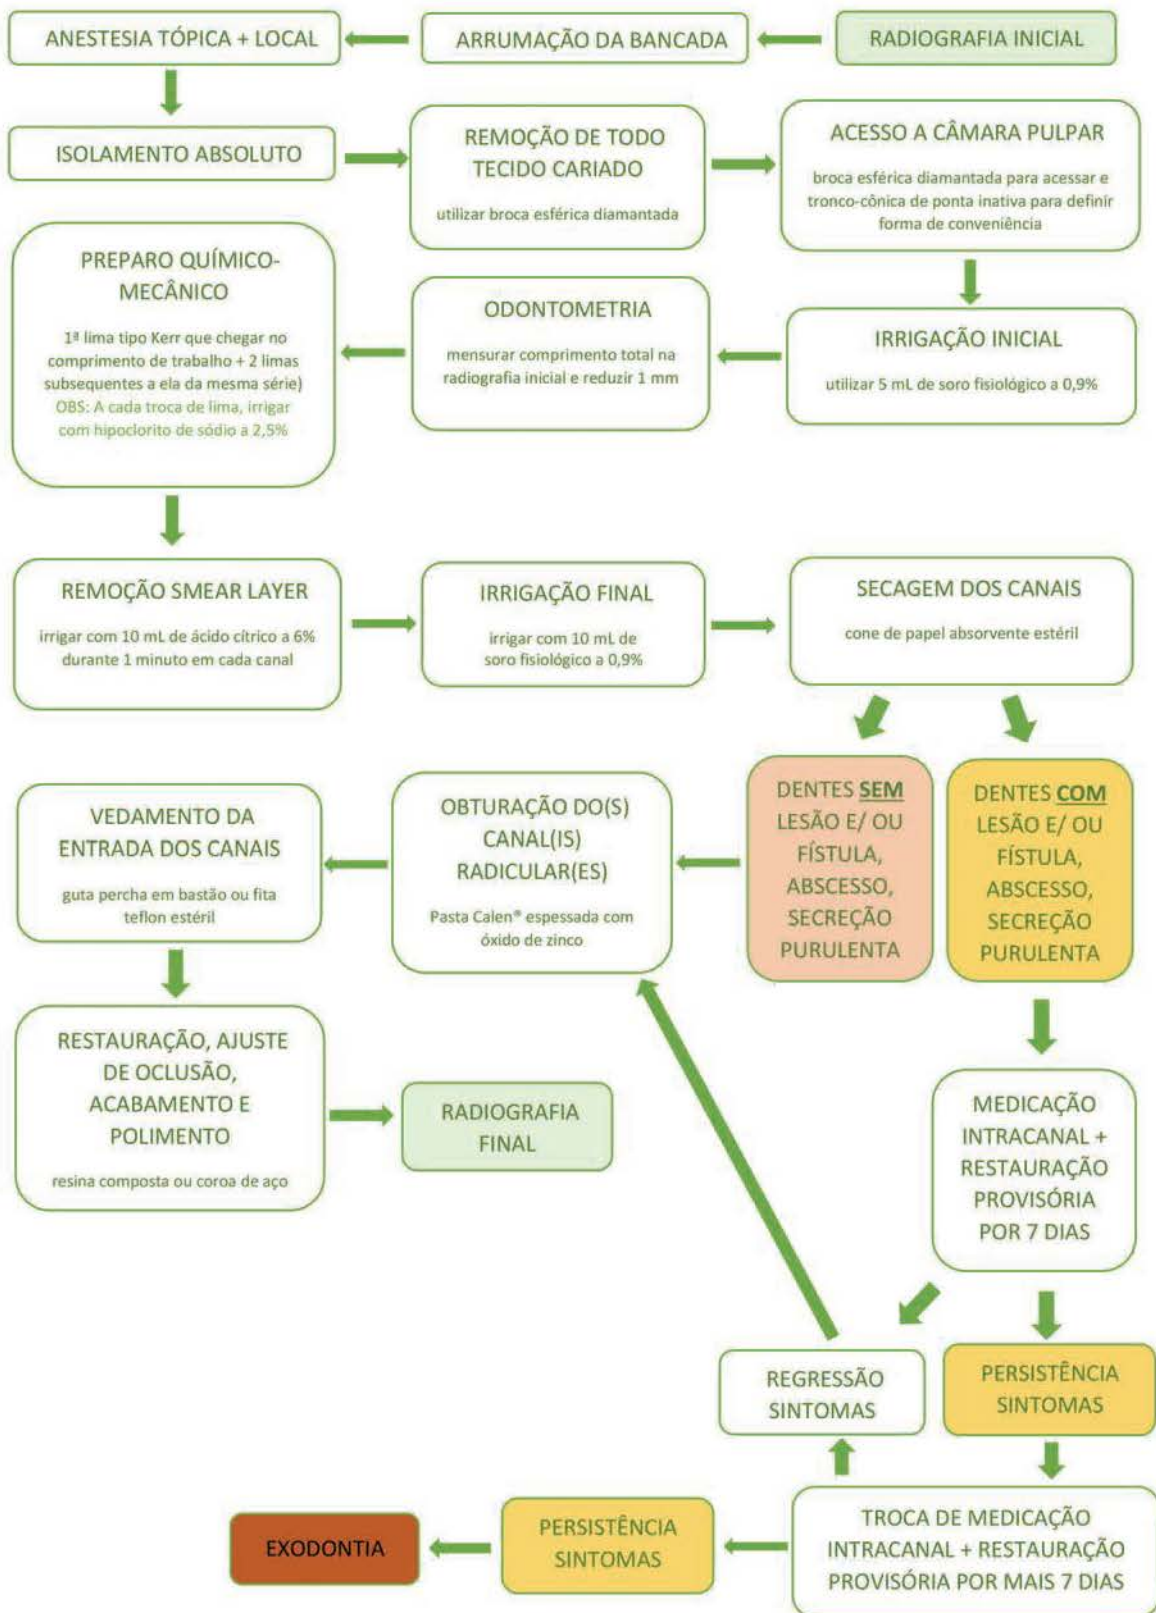 RADIOGRAFIA INICIAL
ARRUMAÇÃO DA BANCADA
ANESTESIA TÓPICA + LOCAL
ISOLAMENTO ABSOLUTO
REMOÇÃO DE TODO
TECIDO CARIADO
utilizar broca esférica diamantada
ACESSO A CÂMARA PULPAR
broca esférica diamantada para acessar e
tronco-cônica de ponta inativa para definir
forma de conveniência
IRRIGAÇÃO INICIAL
utilizar 5 mL de soro fisiológico a 0,9%
ODONTOMETRIA
mensurar comprimento total na
radiografia inicial e reduzir 1 mm
PREPARO QUÍMICO-
MECÂNICO
1ª lima tipo Kerr que chegar no
comprimento de trabalho + 2 limas
subsequentes a ela da mesma série)
OBS: A cada troca de lima, irrigar
com hipoclorito de sódio a 2,5%
REMOÇÃO SMEAR LAYER
irrigar com 10 mL de ácido cítrico a 6%
durante 1 minuto em cada canal
IRRIGAÇÃO FINAL
irrigar com 10 mL de
soro fisiológico a 0,9%
SECAGEM DOS CANAIS
cone de papel absorvente estéril
DENTES SEM
LESÃO E/ OU
FÍSTULA,
ABSCESSO,
SECREÇÃO
PURULENTA
DENTES COM
LESÃO E/ OU
FÍSTULA,
ABSCESSO,
SECREÇÃO
PURULENTA
OBTURAÇÃO DO(S)
CANAL(IS)
RADICULAR(ES)
Pasta Calen® espessada com
óxido de zinco
VEDAMENTO DA
ENTRADA DOS CANAIS
guta percha em bastão ou fita
teflon estéril
RESTAURAÇÃO, AJUSTE
DE OCLUSÃO,
ACABAMENTO E
POLIMENTO
resina composta ou coroa de aço
RADIOGRAFIA
FINAL
MEDICAÇÃO
INTRACANAL +
RESTAURAÇÃO
PROVISÓRIA
POR 7 DIAS
REGRESSÃO
SINTOMAS
PERSISTÊNCIA
SINTOMAS
TROCA DE MEDICAÇÃO
INTRACANAL + RESTAURAÇÃO
PROVISÓRIA POR MAIS 7 DIAS
PERSISTÊNCIA
SINTOMAS
EXODONTIA